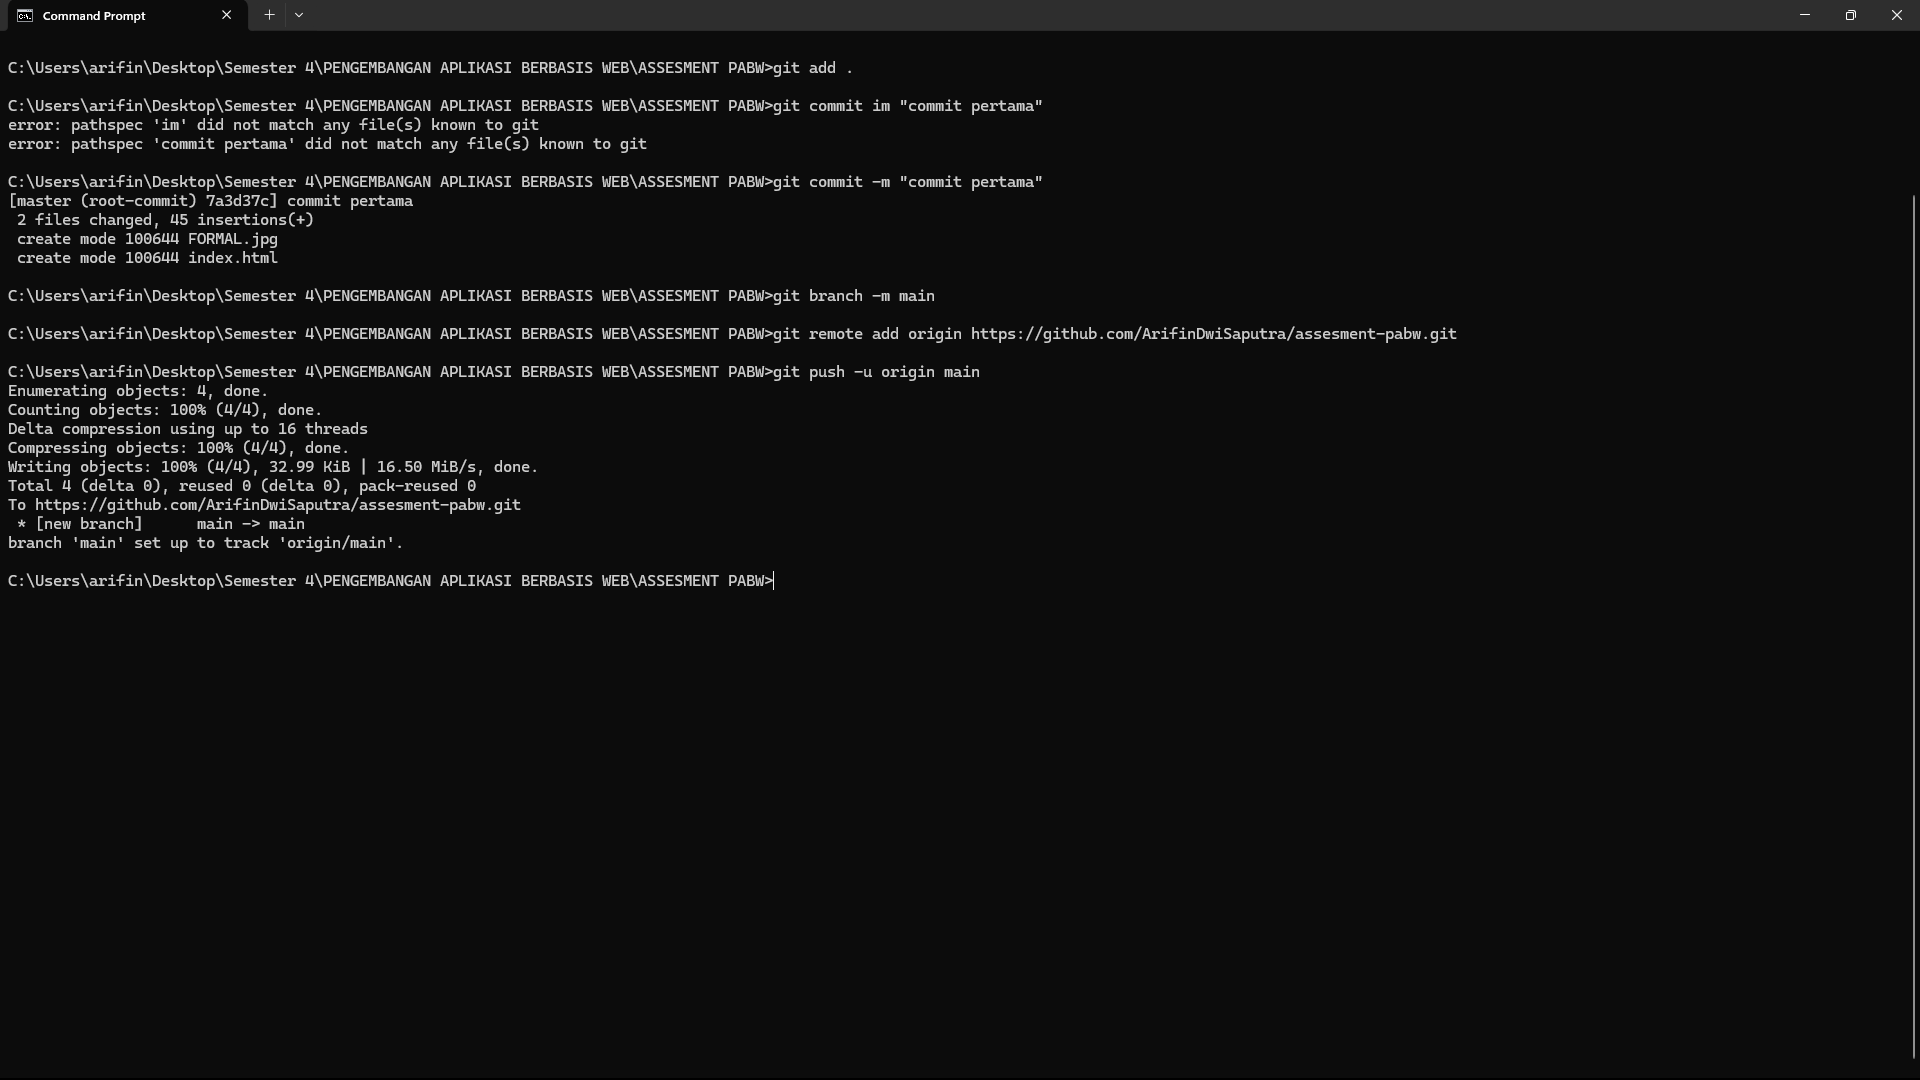 Command Prompt
C:\Users\arifin\Desktop\Semester 4\PENGEMBANGAN APLIKASI BERBASIS WEB\ASSESMENT PABW>git add .
C:\Users\arifin\Desktop\Semester 4\PENGEMBANGAN APLIKASI BERBASIS WEB\ASSESMENT PABW>git commit im "commit pertama"
error: pathspec 'im' did not match any file(s) known to git
error: pathspec 'commit pertama' did not match any file(s) known to git
C:\Users\arifin\Desktop\Semester 4\PENGEMBANGAN APLIKASI BERBASIS WEB\ASSESMENT PABW>git commit -m "commit pertama"
[master (root-commit) 7a3d37c] commit pertama
 2 files changed, 45 insertions(+)
 create mode 100644 FORMAL.jpg
 create mode 100644 index.html
C:\Users\arifin\Desktop\Semester 4\PENGEMBANGAN APLIKASI BERBASIS WEB\ASSESMENT PABW>git branch -m main
C:\Users\arifin\Desktop\Semester 4\PENGEMBANGAN APLIKASI BERBASIS WEB\ASSESMENT PABW>git remote add origin https://github.com/ArifinDwiSaputra/assesment-pabw.git
C:\Users\arifin\Desktop\Semester 4\PENGEMBANGAN APLIKASI BERBASIS WEB\ASSESMENT PABW>git push -u origin main
Enumerating objects: 4, done.
Counting objects: 100% (4/4), done.
Delta compression using up to 16 threads
Compressing objects: 100% (4/4), done.
Writing objects: 100% (4/4), 32.99 KiB | 16.50 MiB/s, done.
Total 4 (delta 0), reused 0 (delta 0), pack-reused 0
To https://github.com/ArifinDwiSaputra/assesment-pabw.git
 * [new branch]      main -> main
branch 'main' set up to track 'origin/main'.
C:\Users\arifin\Desktop\Semester 4\PENGEMBANGAN APLIKASI BERBASIS WEB\ASSESMENT PABW>